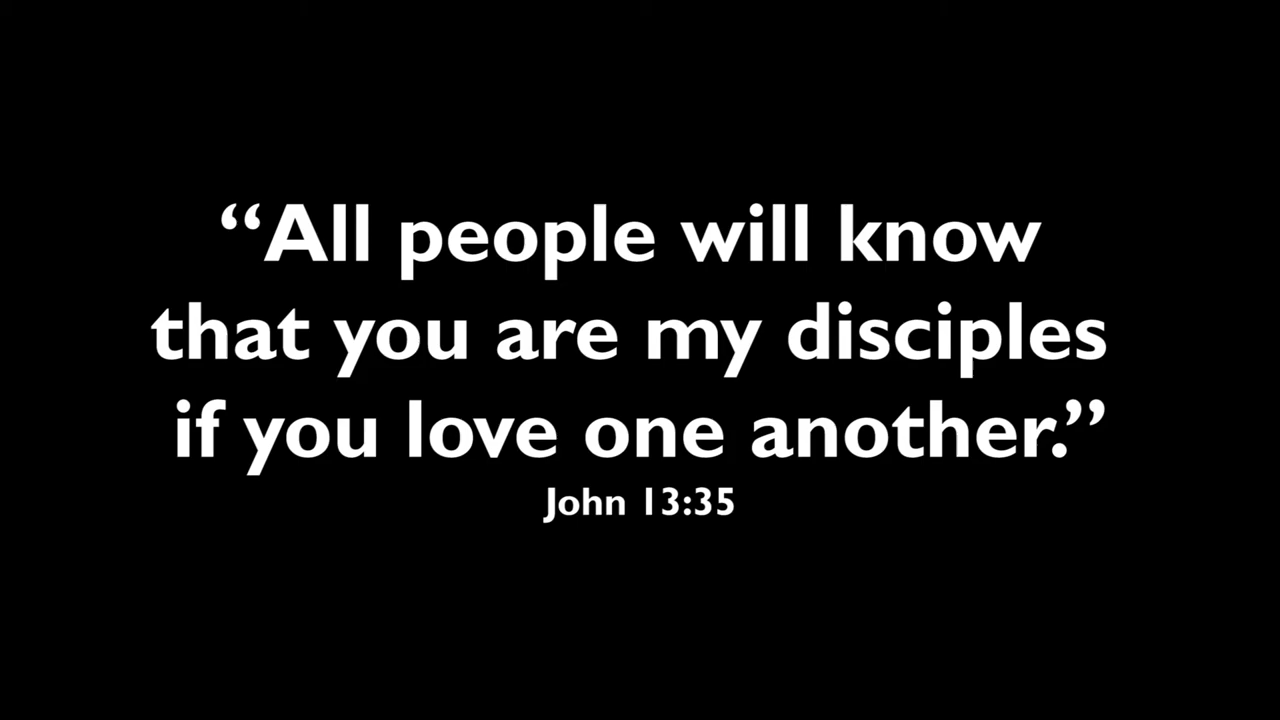 “All people will know
that you are my disciples
if you love one another.”
John 13:35